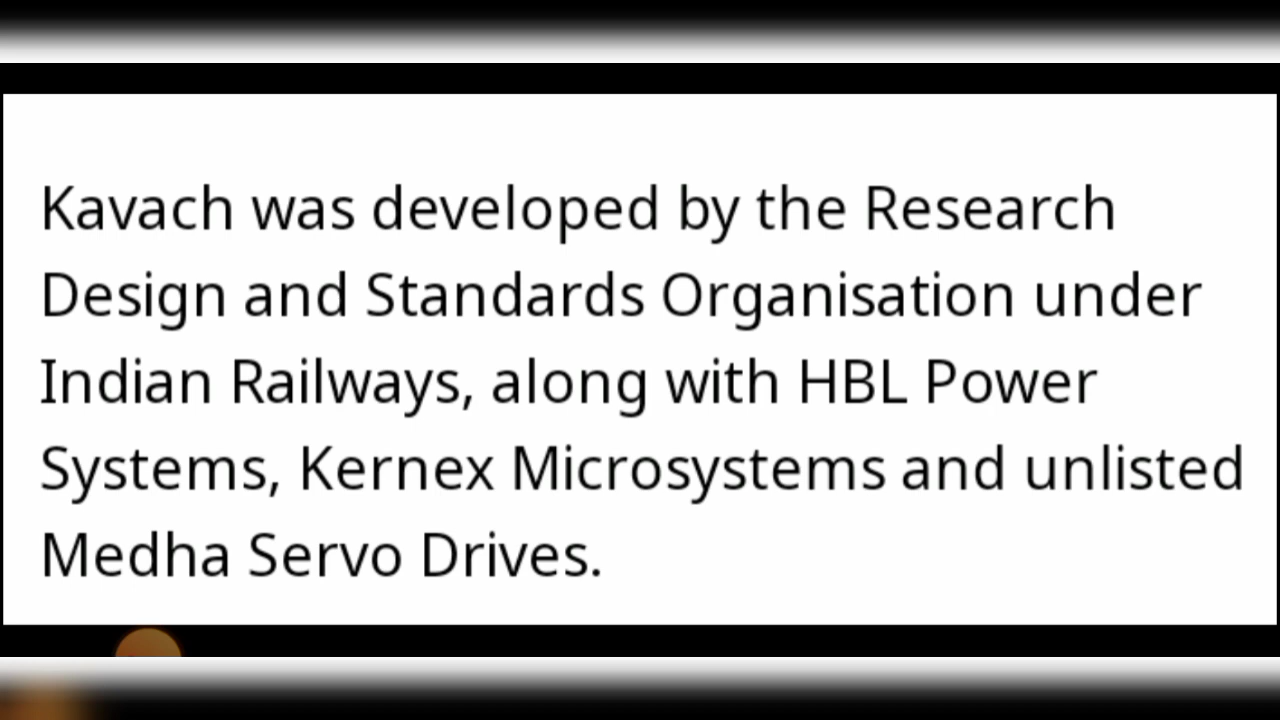 Kavach was developed by the Research
Design and Standards Organisation under
Indian Railways, along with HBL Power
Systems, Kernex Microsystems and unlisted
Medha Servo Drives.